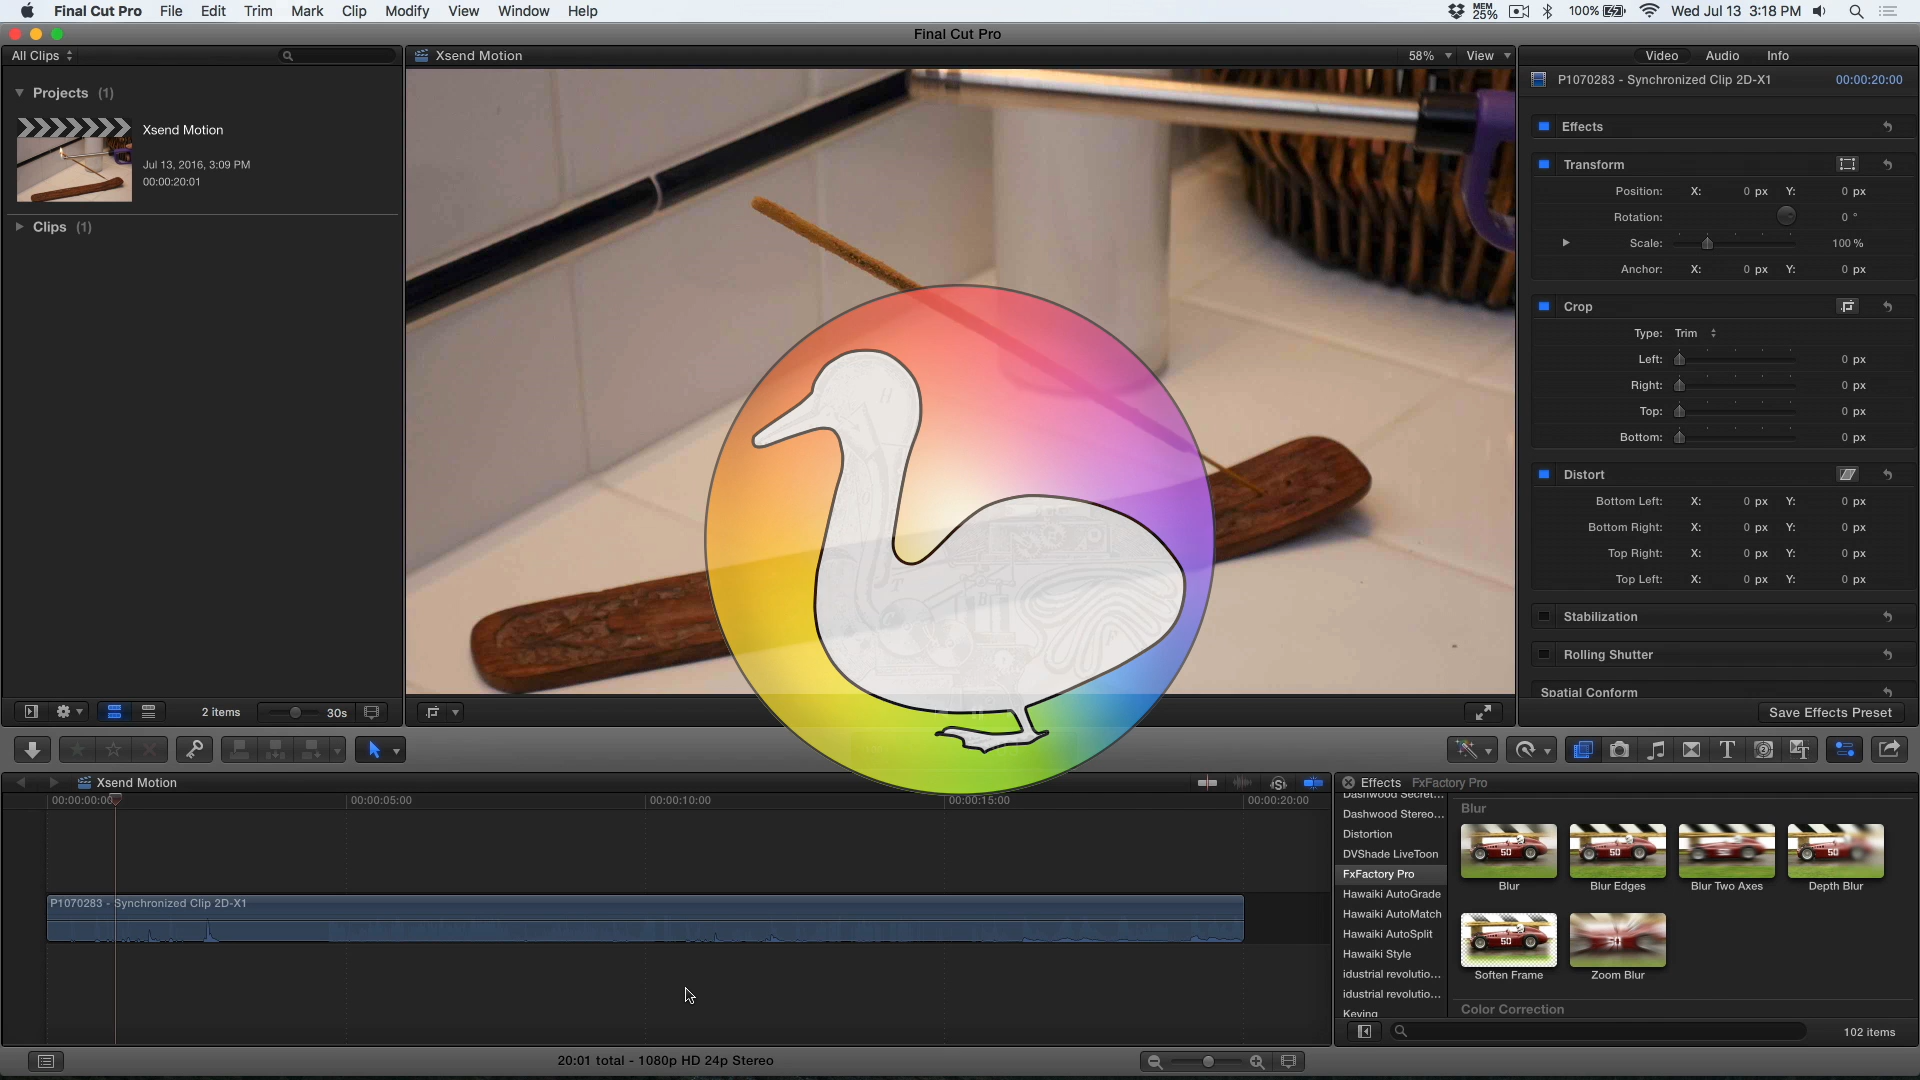 Final Cut Pro File Edit Trim Mark Clip Modify View Window Help
MEM 25% 100% Wed Jul 13 3:18 PM
Final Cut Pro
All Clips
Projects (1)
Xsend Motion
Jul 13, 2016, 3:09 PM
00:00:20:01
Clips (1)
2 items 30s
Xsend Motion 58% View
Video Audio Info
P1070283 - Synchronized Clip 2D-X1 00:00:20:00
Effects
Transform
Position: X: 0 px Y: 0 px
Rotation: 0 °
Scale: 100 %
Anchor: X: 0 px Y: 0 px
Crop
Type: Trim
Left: 0 px
Right: 0 px
Top: 0 px
Bottom: 0 px
Distort
Bottom Left: X: 0 px Y: 0 px
Bottom Right: X: 0 px Y: 0 px
Top Right: X: 0 px Y: 0 px
Top Left: X: 0 px Y: 0 px
Stabilization
Rolling Shutter
Spatial Conform
Save Effects Preset
Xsend Motion
00:00:00:00 00:00:05:00 00:00:10:00 00:00:15:00 00:00:20:00
P1070283 - Synchronized Clip 2D-X1
20:01 total - 1080p HD 24p Stereo
Effects FxFactory Pro
Dashwood Secret...
Dashwood Stereo...
Distortion
DVShade LiveToon
FxFactory Pro
Hawaiki AutoGrade
Hawaiki AutoMatch
Hawaiki AutoSplit
Hawaiki Style
idustrial revolutio...
idustrial revolutio...
Keying
Blur
Blur Blur Edges Blur Two Axes Depth Blur
Soften Frame Zoom Blur
Color Correction
102 items